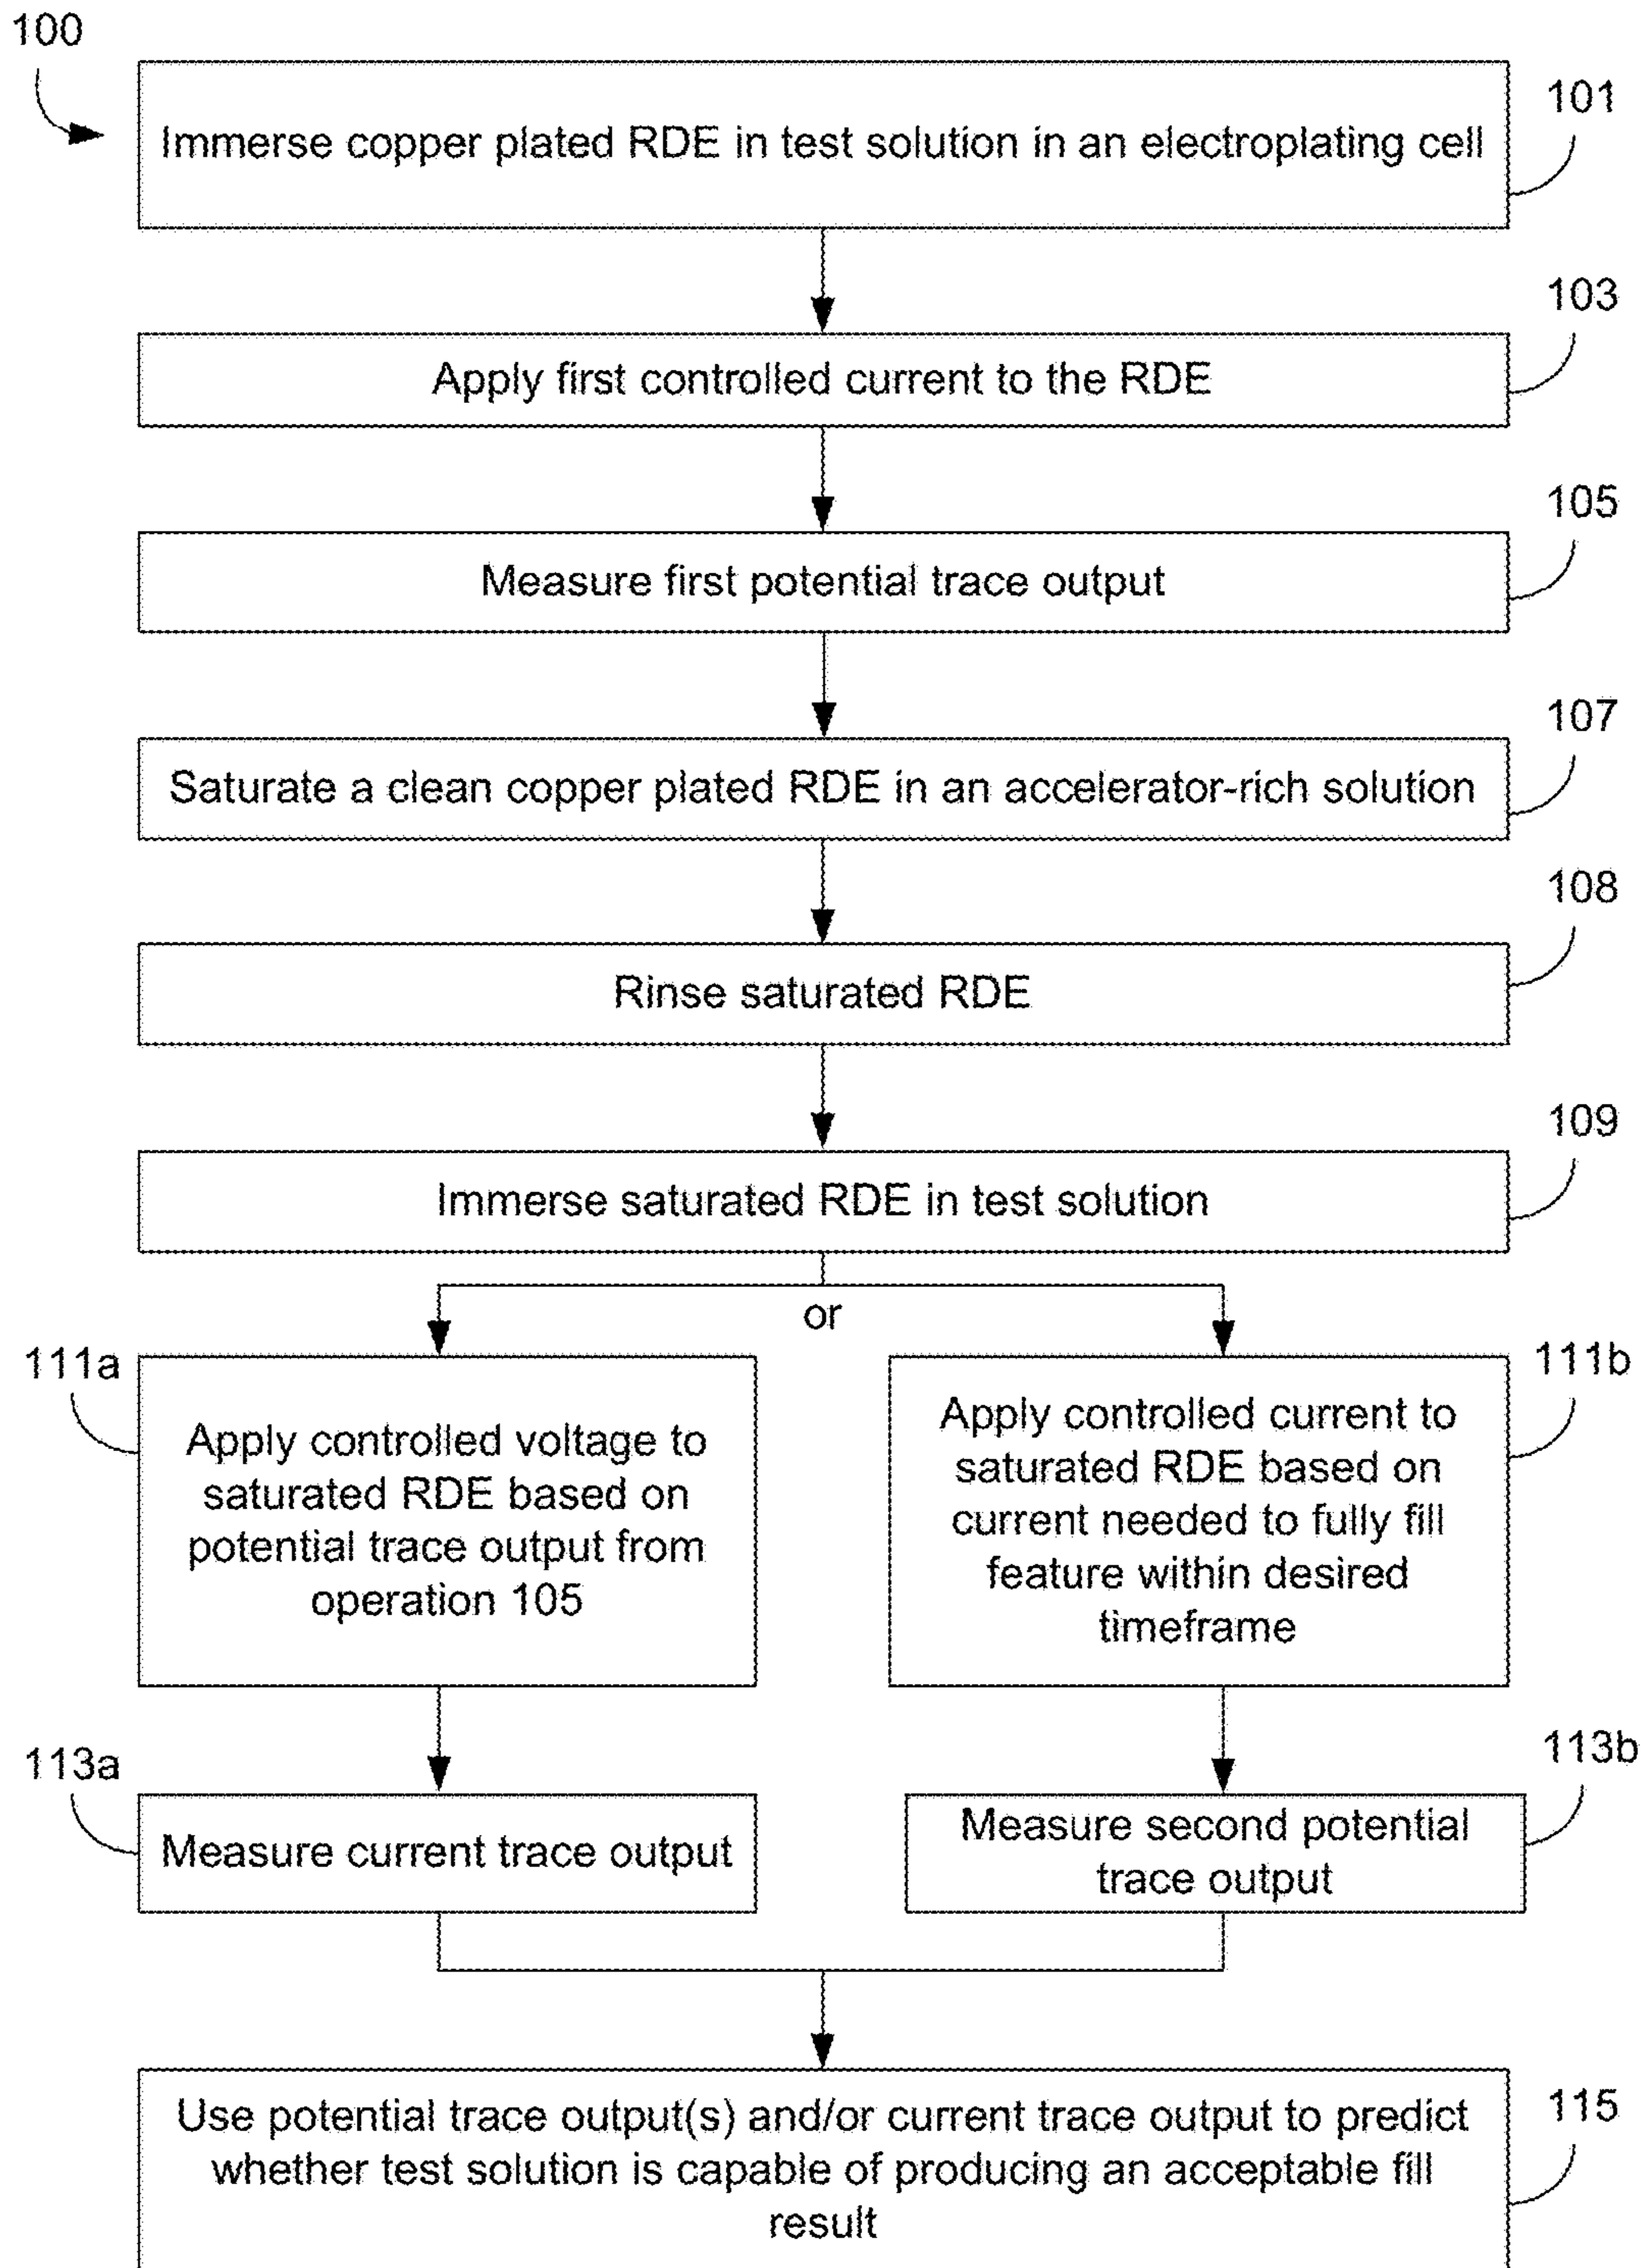 100
Immerse copper plated RDE in test solution in an electroplating cell
101
Apply first controlled current to the RDE
103
Measure first potential trace output
105
Saturate a clean copper plated RDE in an accelerator-rich solution
107
Rinse saturated RDE
108
Immerse saturated RDE in test solution
109
or
111a
Apply controlled voltage to
saturated RDE based on
potential trace output from
operation 105
111b
Apply controlled current to
saturated RDE based on
current needed to fully fill
feature within desired
timeframe
113a
Measure current trace output
113b
Measure second potential
trace output
Use potential trace output(s) and/or current trace output to predict
whether test solution is capable of producing an acceptable fill
result
115